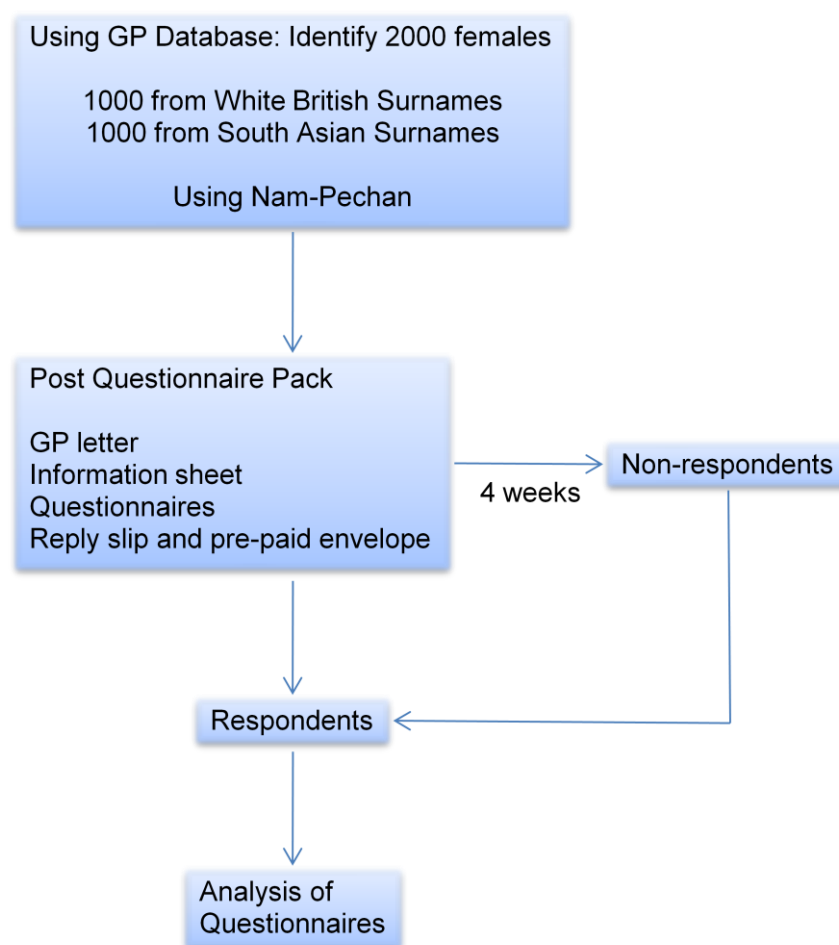 Using GP Database: Identify 2000 females
1000 from White British Surnames
1000 from South Asian Surnames
Using Nam-Pechan
Post Questionnaire Pack
GP letter
Information sheet
Questionnaires
Reply slip and pre-paid envelope
4 weeks
Non-respondents
Respondents
Analysis of
Questionnaires